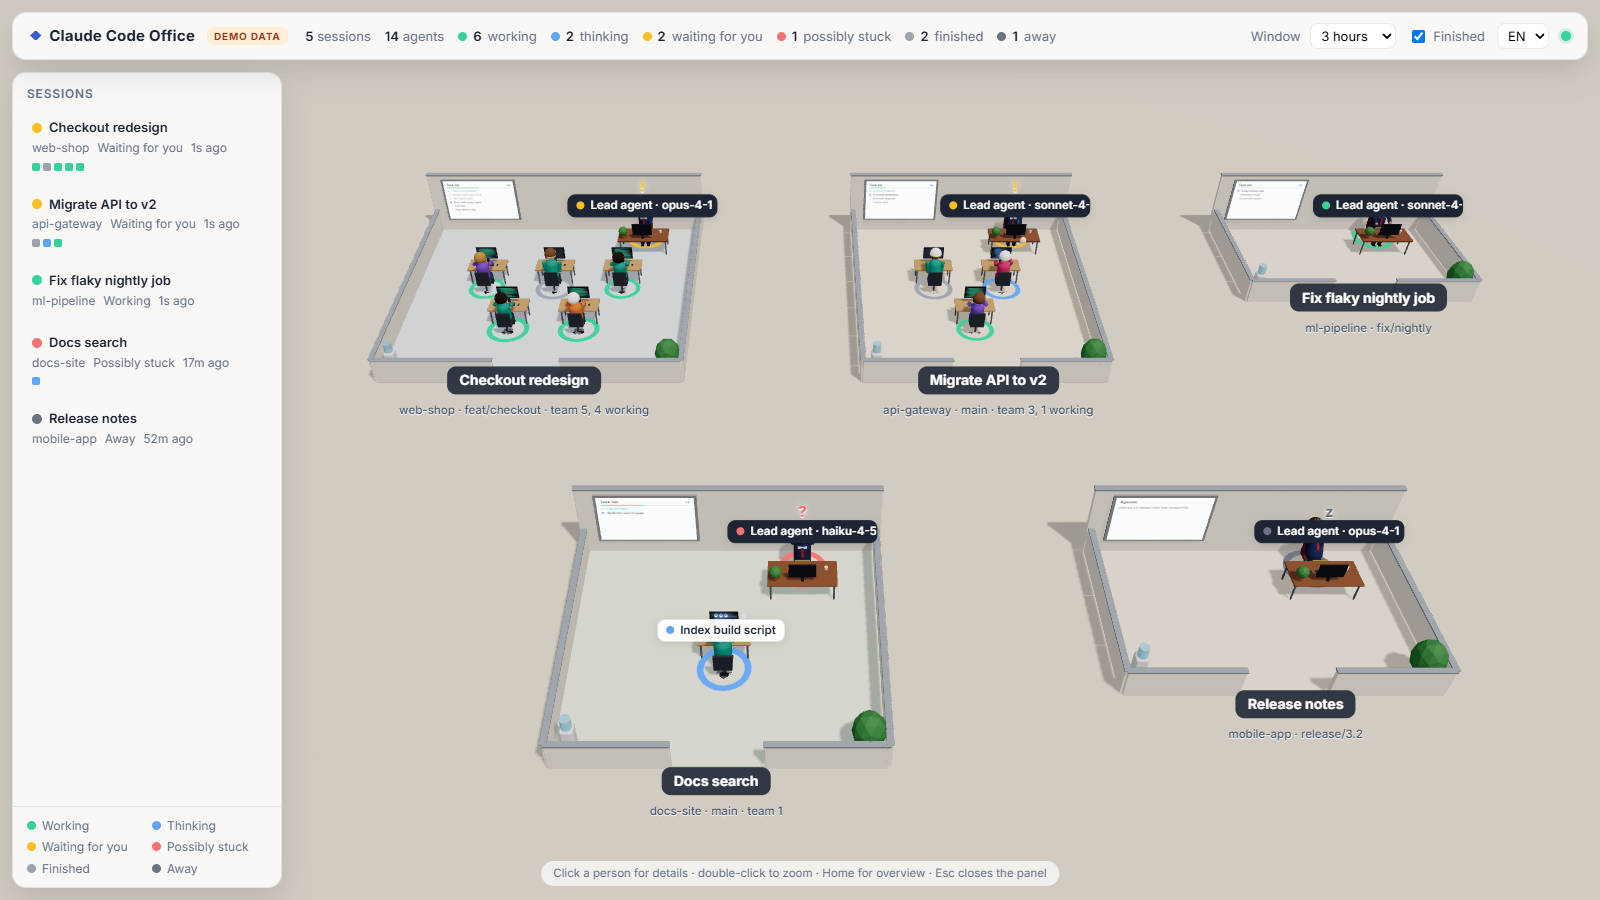 Claude Code Office DEMO DATA 5 sessions 14 agents 6 working 2 thinking 2 waiting for you 1 possibly stuck 2 finished 1 away Window 3 hours Finished EN
SESSIONS
Checkout redesign
web-shop Waiting for you 1s ago
Migrate API to v2
api-gateway Waiting for you 1s ago
Fix flaky nightly job
ml-pipeline Working 1s ago
Docs search
docs-site Possibly stuck 17m ago
Release notes
mobile-app Away 52m ago
Working Thinking
Waiting for you Possibly stuck
Finished Away
!
Lead agent · opus-4-1
Checkout redesign
web-shop · feat/checkout · team 5, 4 working
!
Lead agent · sonnet-4-
Migrate API to v2
api-gateway · main · team 3, 1 working
Lead agent · sonnet-4-
Fix flaky nightly job
ml-pipeline · fix/nightly
?
Lead agent · haiku-4-5
Index build script
Docs search
docs-site · main · team 1
z
Lead agent · opus-4-1
Release notes
mobile-app · release/3.2
Click a person for details · double-click to zoom · Home for overview · Esc closes the panel